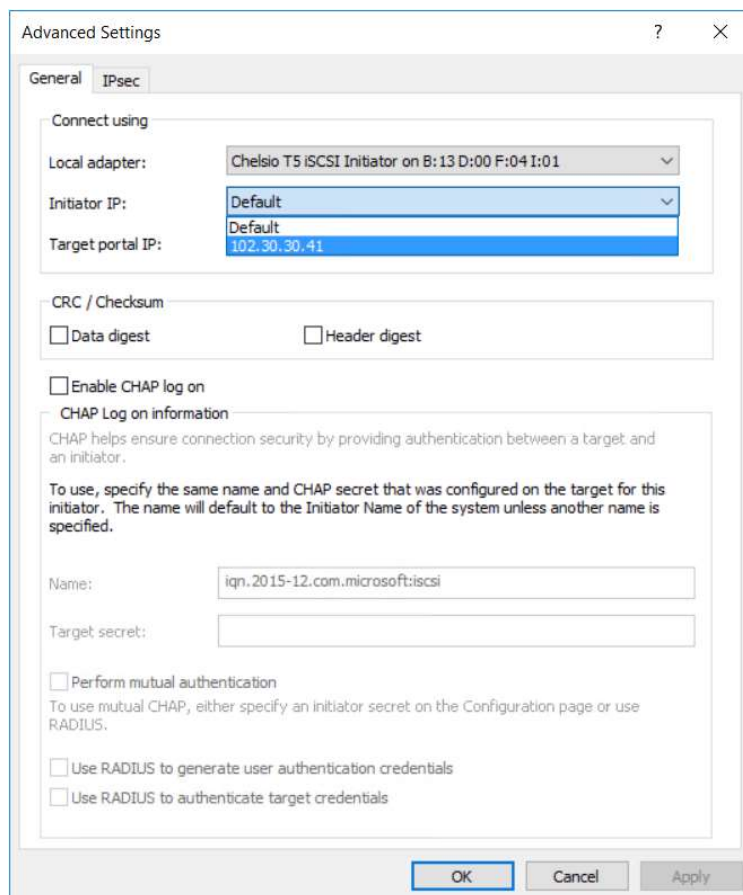 Advanced Settings
?
General
IPsec
Connect using
Local adapter:
Chelsio T5 iSCSI Initiator on B:13 D:00 F:04 I:01
Initiator IP:
Default
Default
Target portal IP:
102.30.30.41
CRC / Checksum
Data digest
Header digest
Enable CHAP log on
CHAP Log on information
CHAP helps ensure connection security by providing authentication between a target and
an initiator.
To use, specify the same name and CHAP secret that was configured on the target for this
initiator.  The name will default to the Initiator Name of the system unless another name is
specified.
Name:
iqn.2015-12.com.microsoft:iscsi
Target secret:
Perform mutual authentication
To use mutual CHAP, either specify an initiator secret on the Configuration page or use
RADIUS.
Use RADIUS to generate user authentication credentials
Use RADIUS to authenticate target credentials
OK
Cancel
Apply